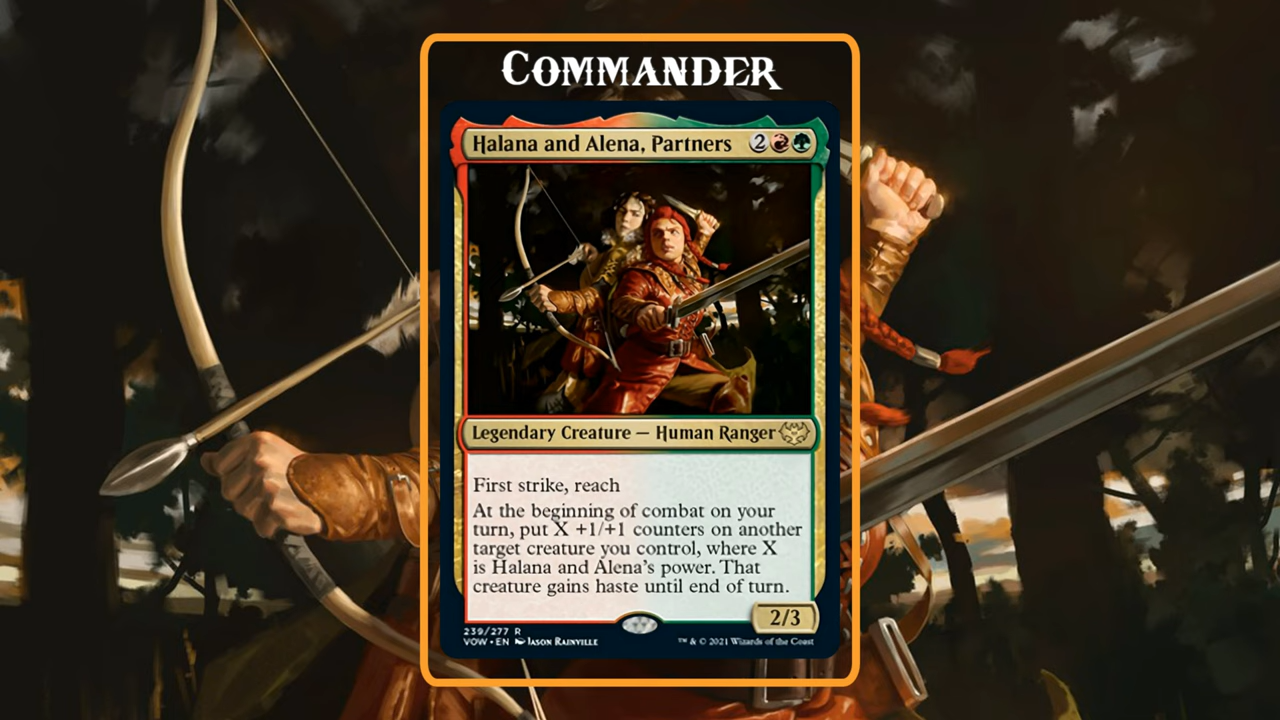 COMMANDER
Halana and Alena, Partners 2
Legendary Creature — Human Ranger
First strike, reach
At the beginning of combat on your
turn, put X +1/+1 counters on another
target creature you control, where X
is Halana and Alena's power. That
creature gains haste until end of turn.
2/3
239/277 R
VOW • EN Jason Rainville
™ & © 2021 Wizards of the Coast